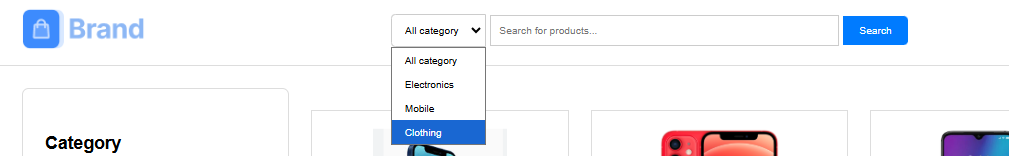 Brand
All category
Search for products...
Search
All category
Electronics
Mobile
Clothing
Category